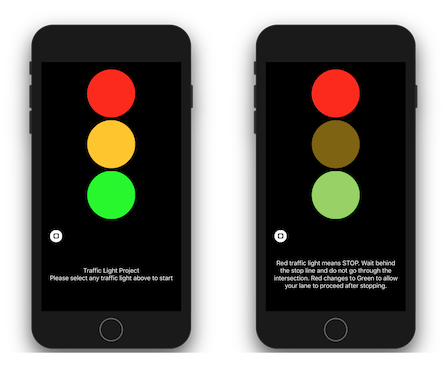 Traffic Light Project
Please select any traffic light above to start
Red traffic light means STOP. Wait behind
the stop line and do not go through the
intersection. Red changes to Green to allow
your lane to proceed after stopping.